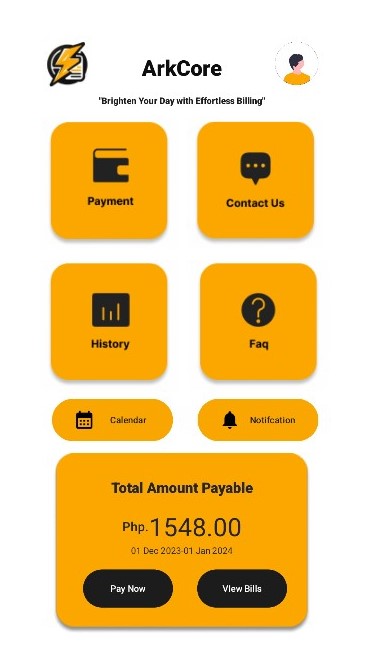 ArkCore
"Brighten Your Day with Effortless Billing"
Payment
Contact Us
History
Faq
Calendar
Notifcation
Total Amount Payable
Php.1548.00
01 Dec 2023-01 Jan 2024
Pay Now
View Bills